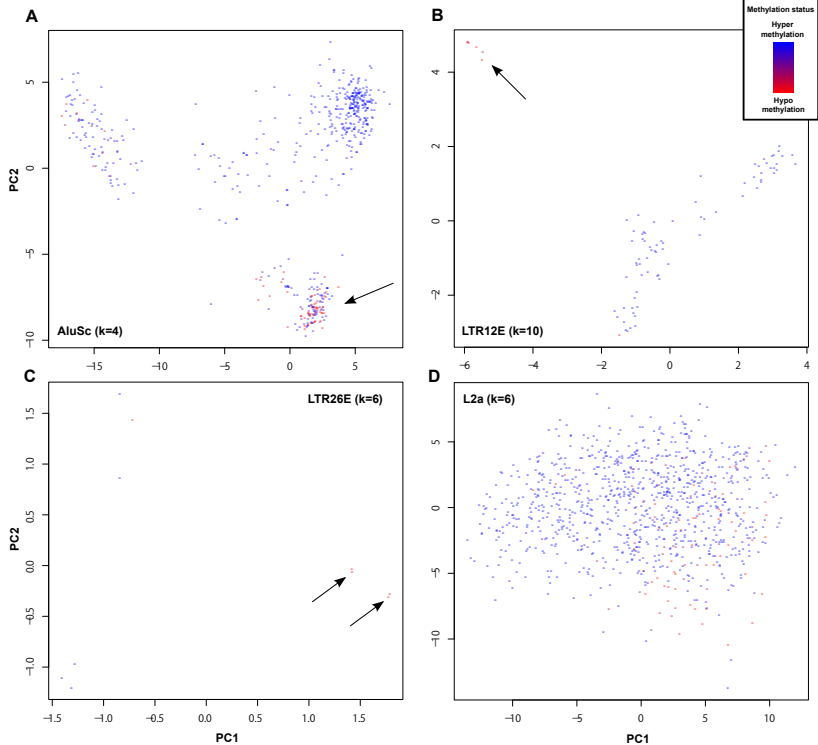 A
B
Methylation status
Hyper
methylation
Hypo
methylation
5
0
−5
−10
PC2
AluSc (k=4)
−15
−10
−5
0
5
4
2
0
−2
LTR12E (k=10)
−6
−4
−2
0
2
4
C
D
LTR26E (k=6)
1.5
1.0
0.5
0.0
−0.5
−1.0
PC2
−1.5
−1.0
−0.5
0.0
0.5
1.0
1.5
PC1
L2a (k=6)
5
0
−5
−10
−10
−5
0
5
10
PC1